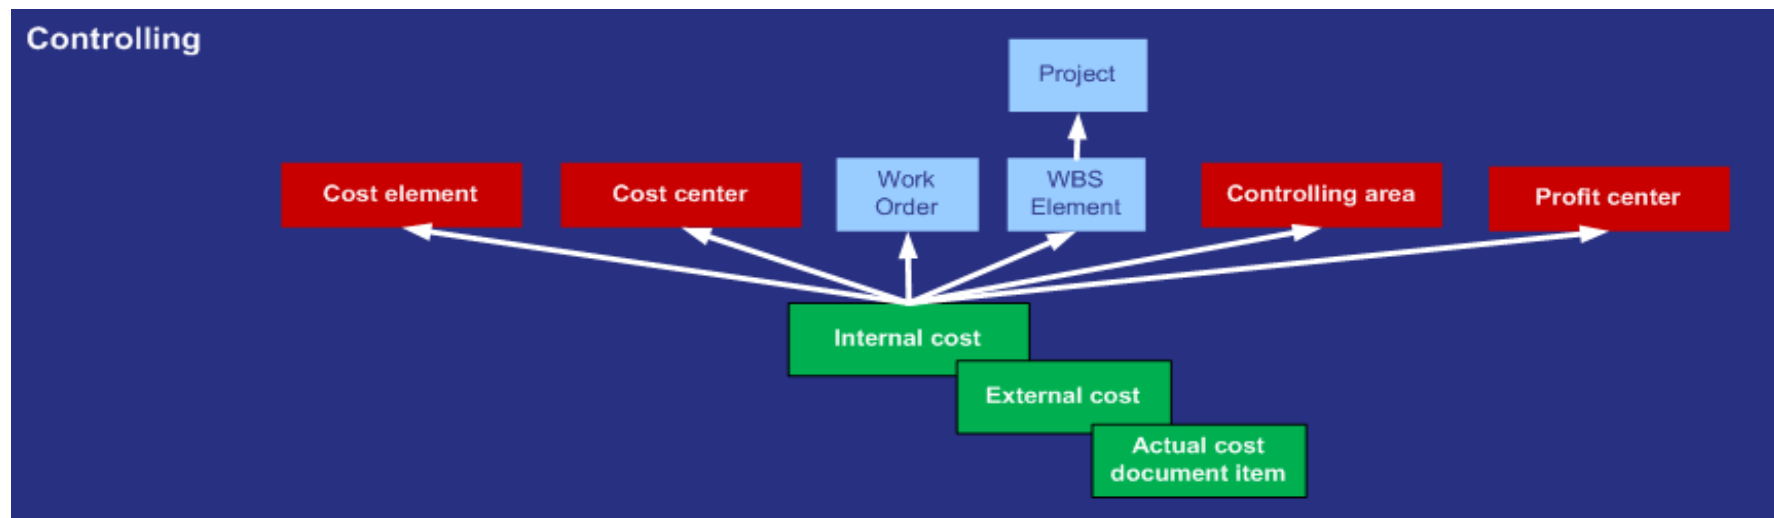 Controlling
Project
Cost element
Cost center
Work
Order
WBS
Element
Controlling area
Profit center
Internal cost
External cost
Actual cost
document item